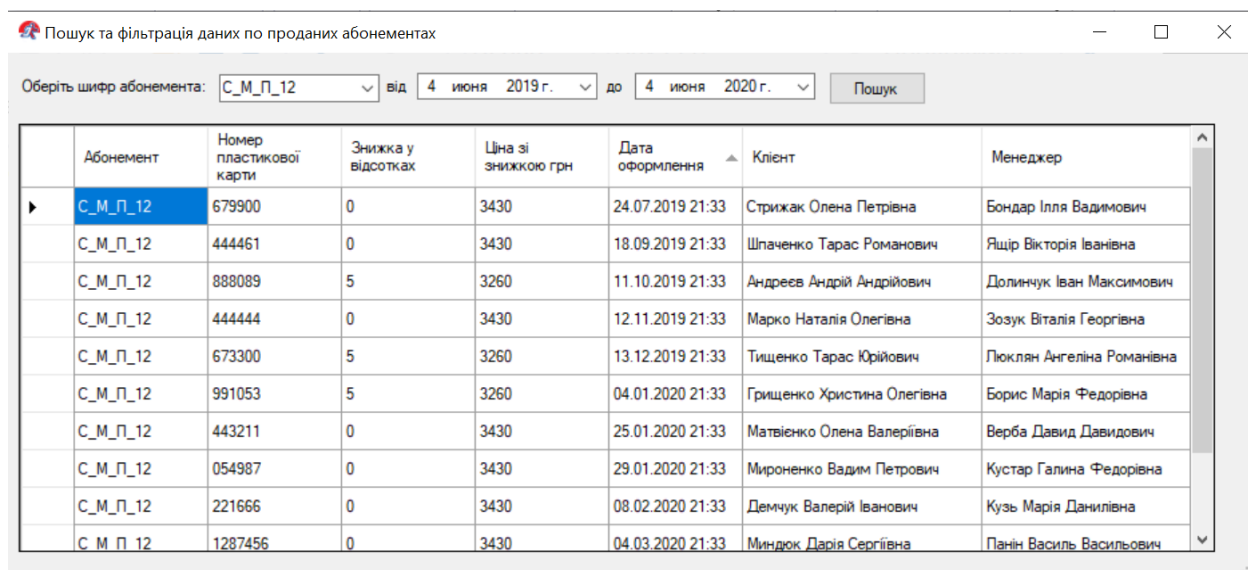 Пошук та фільтрація даних по проданих абонементах
Оберіть шифр абонемента: С_М_П_12 від 4 июня 2019 г. до 4 июня 2020 г. Пошук
Абонемент Номер пластикової карти Знижка у відсотках Ціна зі знижкою грн Дата оформлення Клієнт Менеджер
С_М_П_12 679900 0 3430 24.07.2019 21:33 Стрижак Олена Петрівна Бондар Ілля Вадимович
С_М_П_12 444461 0 3430 18.09.2019 21:33 Шпаченко Тарас Романович Ящір Вікторія Іванівна
С_М_П_12 888089 5 3260 11.10.2019 21:33 Андреєв Андрій Андрійович Долинчук Іван Максимович
С_М_П_12 444444 0 3430 12.11.2019 21:33 Марко Наталія Олегівна Зозук Віталія Георгівна
С_М_П_12 673300 5 3260 13.12.2019 21:33 Тищенко Тарас Юрійович Люклян Ангеліна Романівна
С_М_П_12 991053 5 3260 04.01.2020 21:33 Грищенко Христина Олегівна Борис Марія Федорівна
С_М_П_12 443211 0 3430 25.01.2020 21:33 Матвієнко Олена Валеріївна Верба Давид Давидович
С_М_П_12 054987 0 3430 29.01.2020 21:33 Мироненко Вадим Петрович Кустар Галина Федорівна
С_М_П_12 221666 0 3430 08.02.2020 21:33 Демчук Валерій Іванович Кузь Марія Данилівна
С_М_П_12 1287456 0 3430 04.03.2020 21:33 Миндюк Дарія Сергіївна Панін Василь Васильович